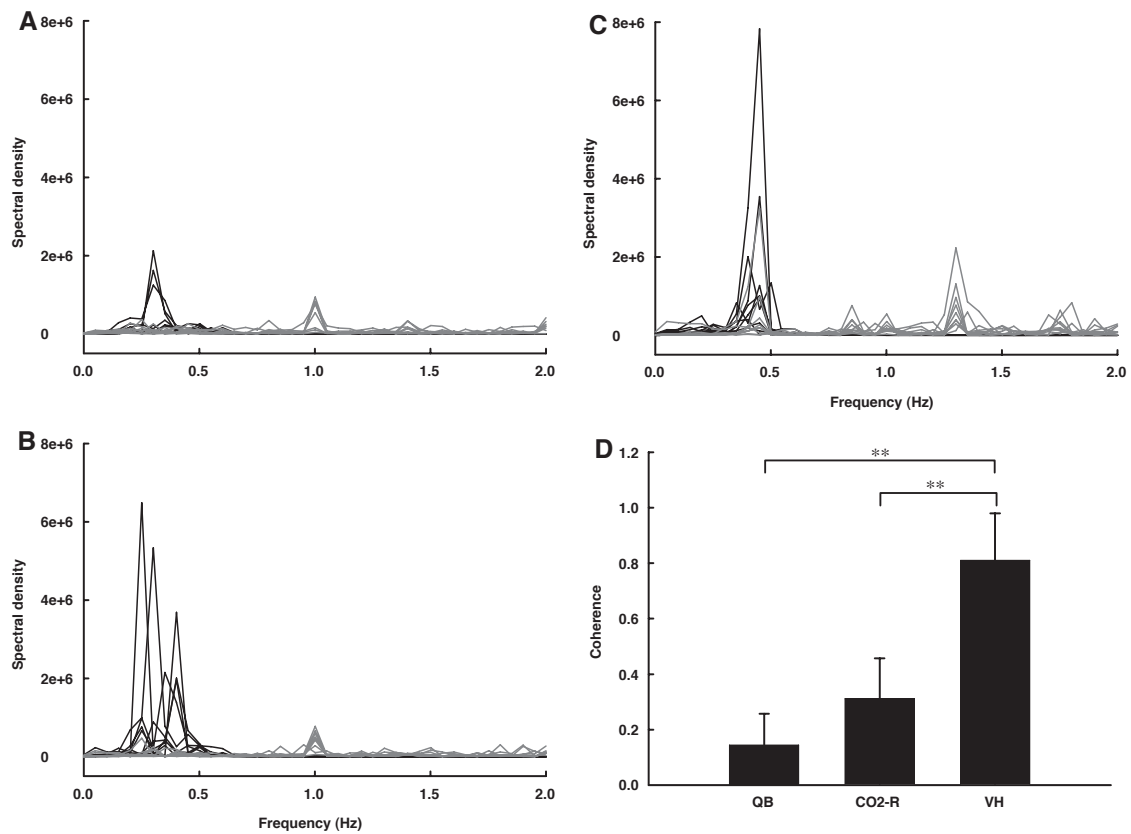 A
8e+6
6e+6
4e+6
2e+6
0
Spectral density
0.0 0.5 1.0 1.5 2.0
B
8e+6
6e+6
4e+6
2e+6
0
Spectral density
0.0 0.5 1.0 1.5 2.0
Frequency (Hz)
C
8e+6
6e+6
4e+6
2e+6
0
Spectral density
0.0 0.5 1.0 1.5 2.0
Frequency (Hz)
D
1.2
1.0
0.8
0.6
0.4
0.2
0.0
Coherence
**
**
QB CO2-R VH